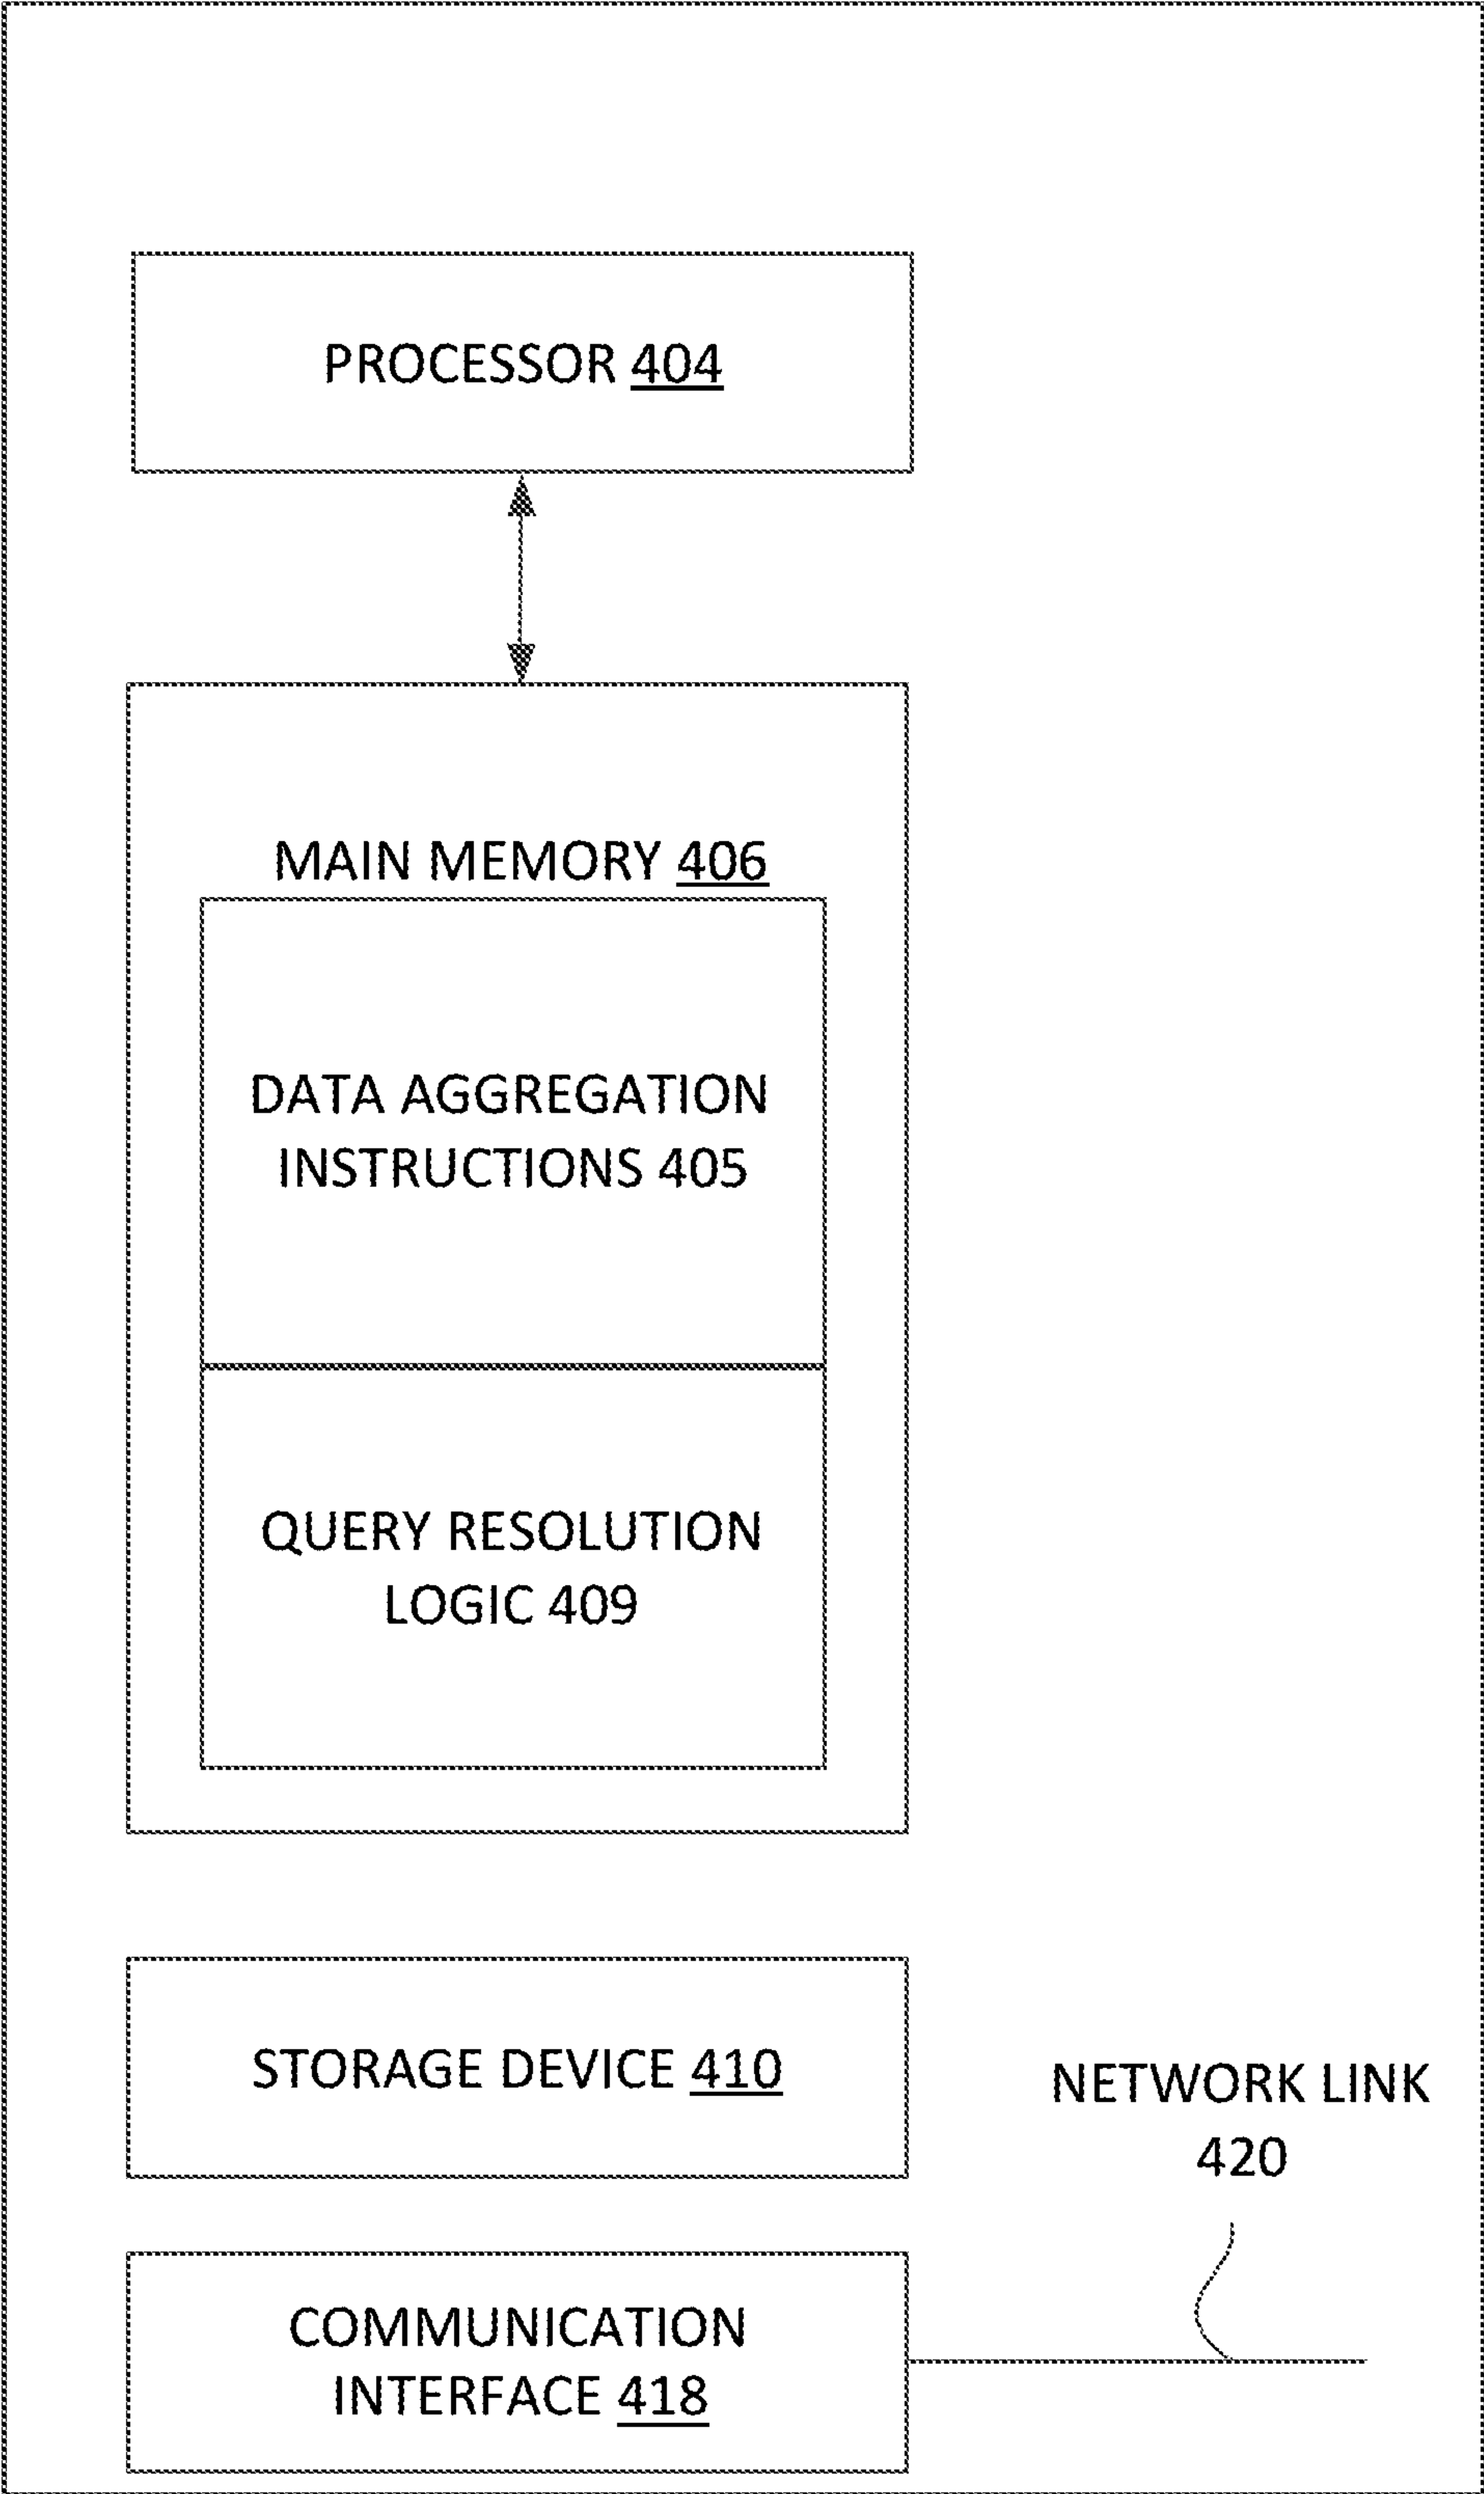 PROCESSOR 404
MAIN MEMORY 406
DATA AGGREGATION
INSTRUCTIONS 405
QUERY RESOLUTION
LOGIC 409
STORAGE DEVICE 410
NETWORK LINK
420
COMMUNICATION
INTERFACE 418